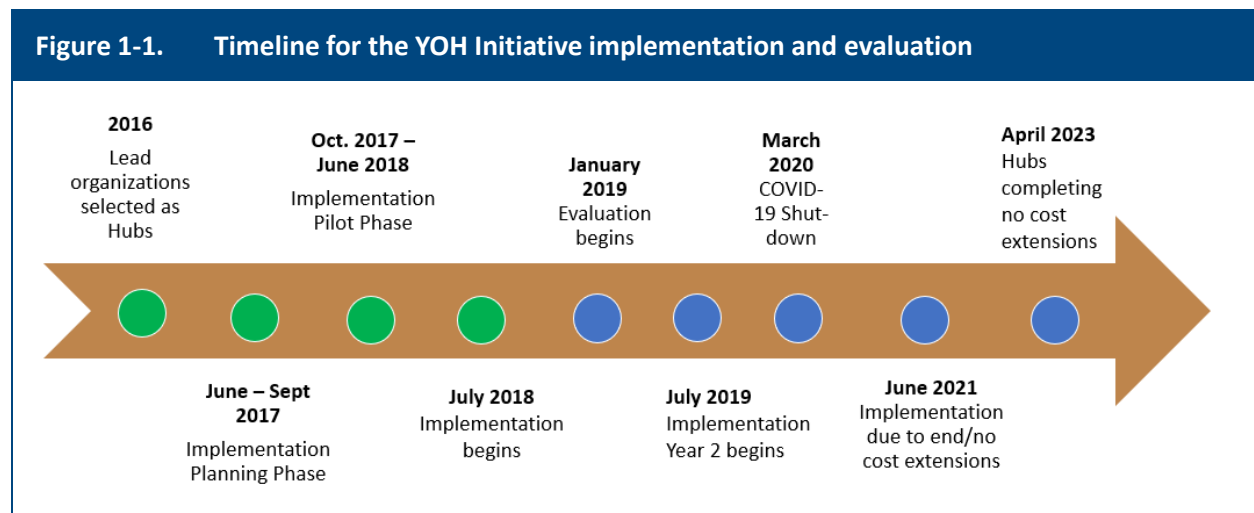 Figure 1-1. Timeline for the YOH Initiative implementation and evaluation
2016
Lead
organizations
selected as
Hubs
June – Sept
2017
Implementation
Planning Phase
Oct. 2017 –
June 2018
Implementation
Pilot Phase
July 2018
Implementation
begins
January
2019
Evaluation
begins
July 2019
Implementation
Year 2 begins
March
2020
COVID-
19 Shut-
down
June 2021
Implementation
due to end/no
cost extensions
April 2023
Hubs
completing
no cost
extensions